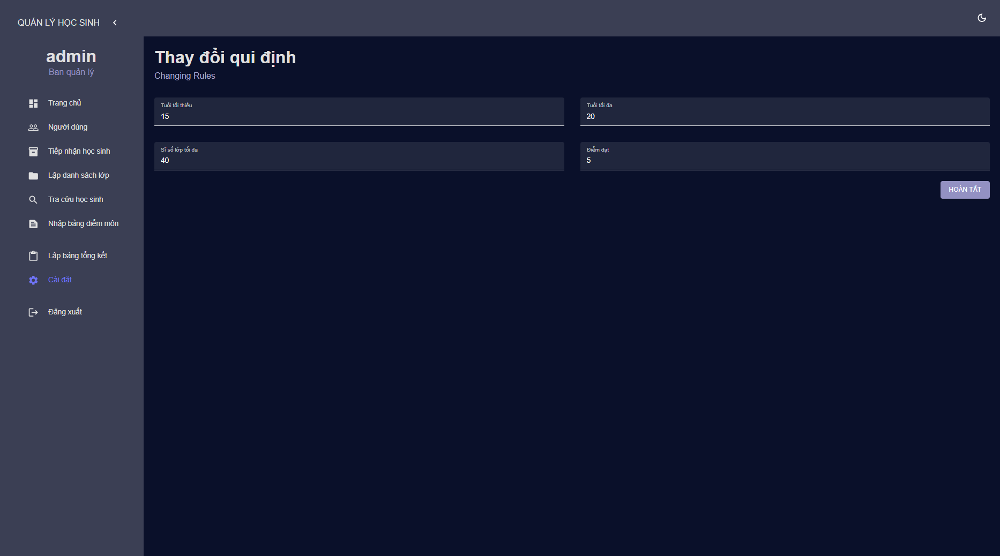 QUẢN LÝ HỌC SINH
admin
Ban quản lý
Trang chủ
Người dùng
Tiếp nhận học sinh
Lập danh sách lớp
Tra cứu học sinh
Nhập bảng điểm môn
Lập bảng tổng kết
Cài đặt
Đăng xuất
Thay đổi qui định
Changing Rules
Tuổi tối thiểu
15
Tuổi tối đa
20
Sĩ số lớp tối đa
40
Điểm đạt
5
HOÀN TẤT